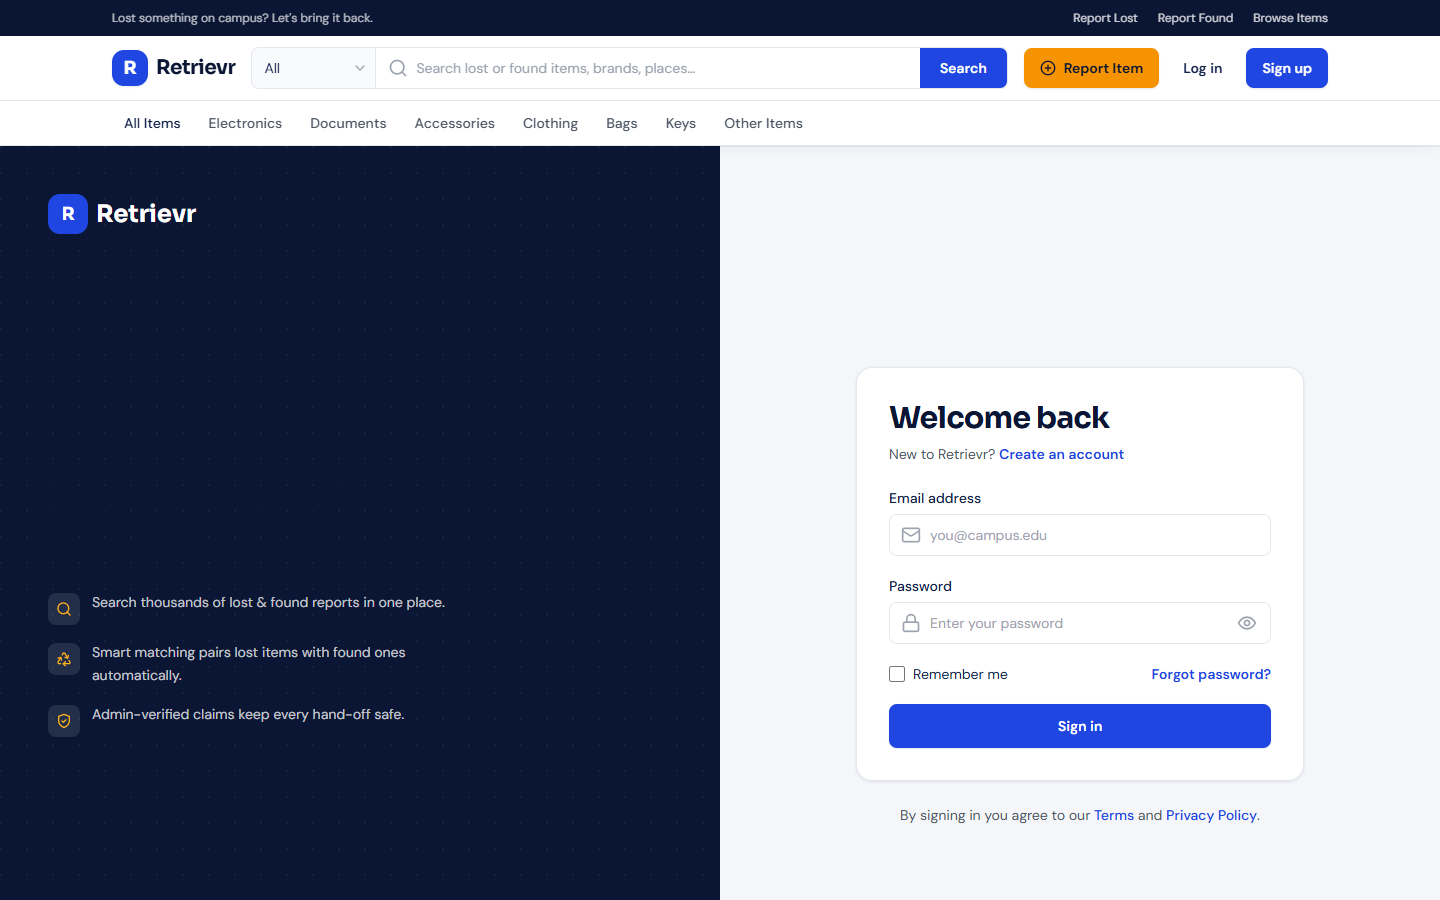 Lost something on campus? Let's bring it back.
Report Lost Report Found Browse Items
R Retrievr All Search lost or found items, brands, places... Search Report Item Log in Sign up
All Items Electronics Documents Accessories Clothing Bags Keys Other Items
R Retrievr
Search thousands of lost & found reports in one place.
Smart matching pairs lost items with found ones
automatically.
Admin-verified claims keep every hand-off safe.
Welcome back
New to Retrievr? Create an account
Email address
you@campus.edu
Password
Enter your password
Remember me Forgot password?
Sign in
By signing in you agree to our Terms and Privacy Policy.